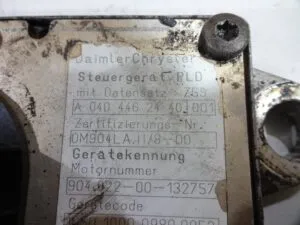 DaimlerChrysler
Steuergerät PLD
mit Datensatz
A 040 446 24 40 001
Zertifizierungs-Nr.
OM904LA.II/8-00
Gerätekennung
Motornummer
904.922-00-132757
Gerätecode